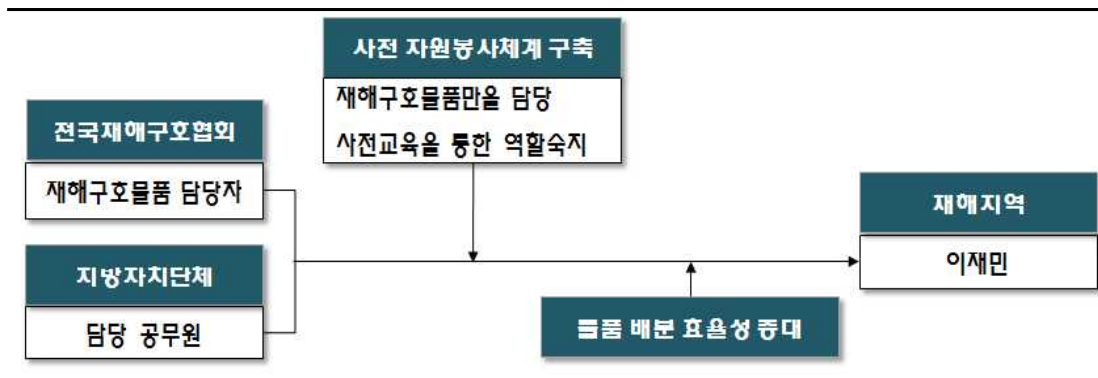 사전 자원봉사체계 구축
재해구호물품만을 담당
사전교육을 통한 역할숙지
전국재해구호협회
재해구호물품 담당자
지방자치단체
담당 공무원
재해지역
이재민
물품 배분 효율성 증대